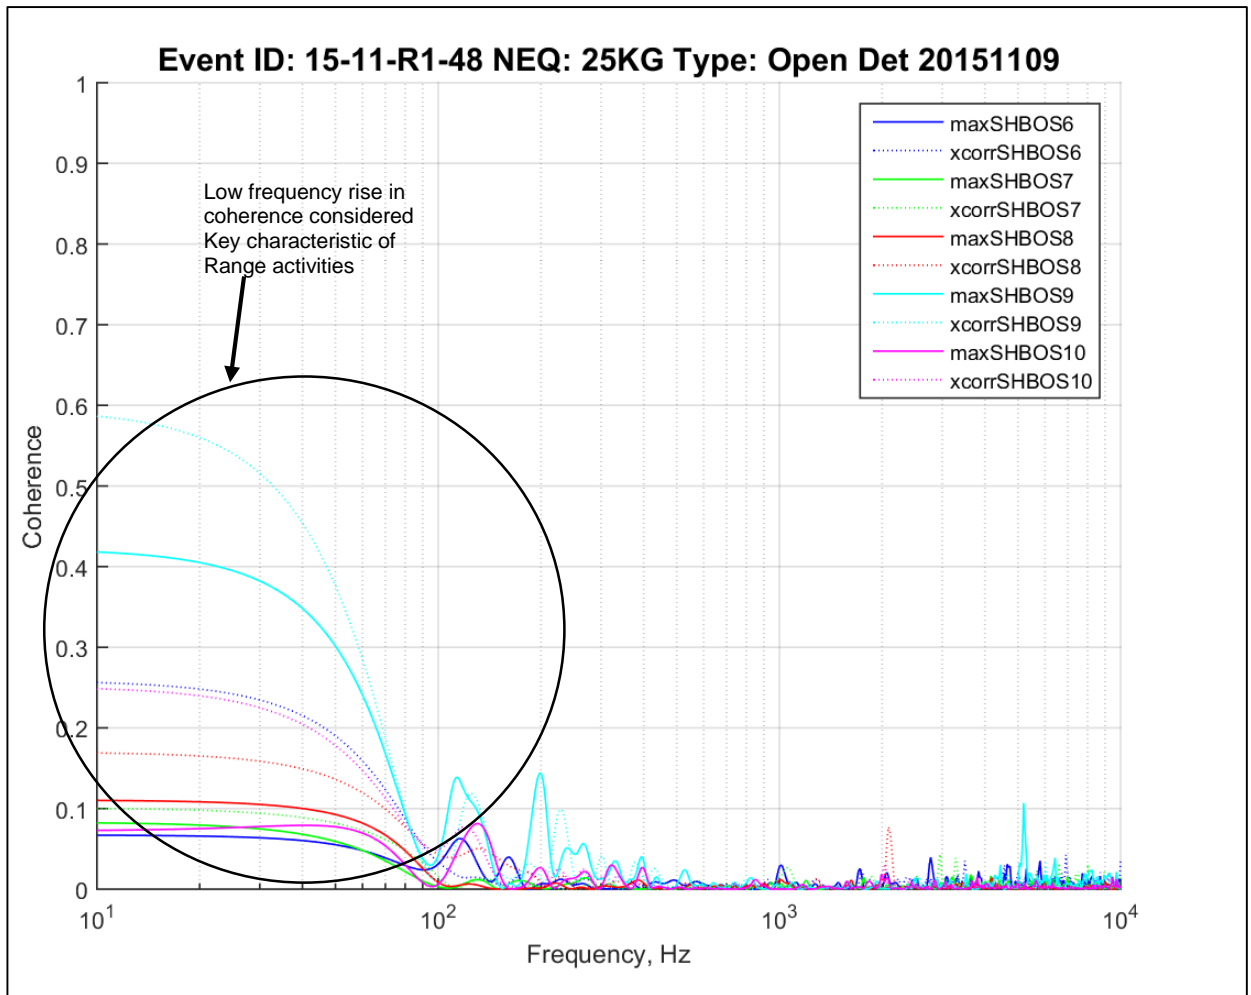 Event ID: 15-11-R1-48 NEQ: 25KG Type: Open Det 20151109
1
0.9
0.8
0.7
0.6
0.5
0.4
0.3
0.2
0.1
0
Coherence
Low frequency rise in
coherence considered
Key characteristic of
Range activities
maxSHBOS6
xcorrSHBOS6
maxSHBOS7
xcorrSHBOS7
maxSHBOS8
xcorrSHBOS8
maxSHBOS9
xcorrSHBOS9
maxSHBOS10
xcorrSHBOS10
10¹ 10² 10³ 10⁴
Frequency, Hz